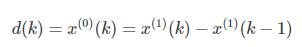 d(k) = x⁽⁰⁾(k) = x⁽¹⁾(k) − x⁽¹⁾(k − 1)